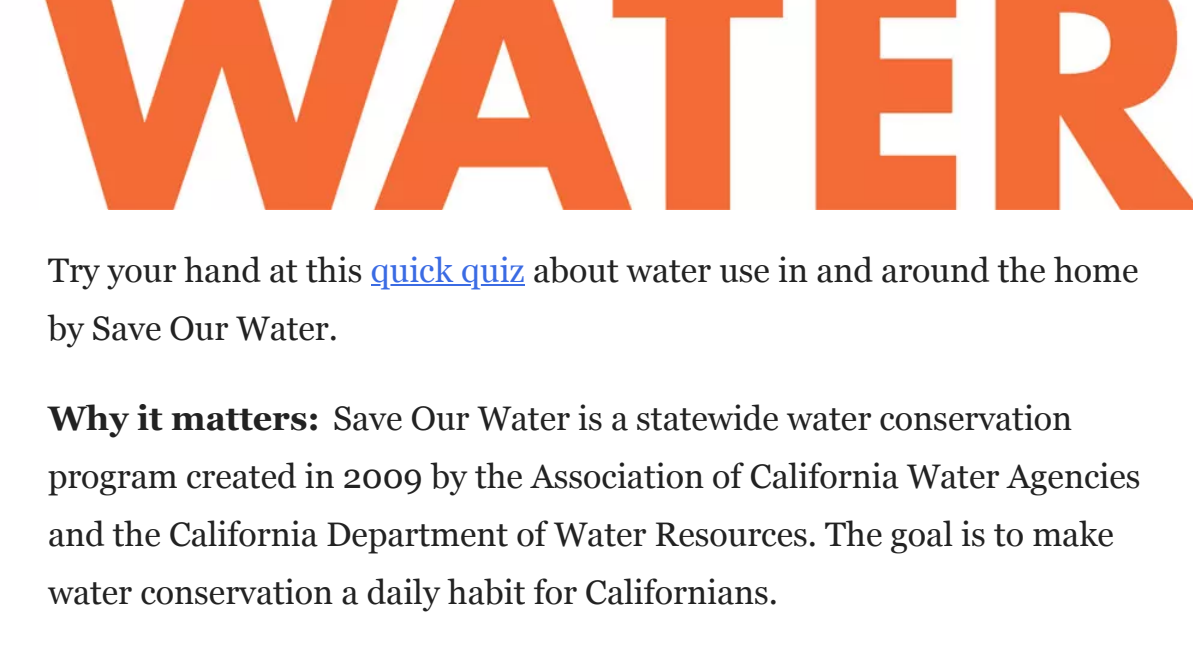 WATER
Try your hand at this quick quiz about water use in and around the home
by Save Our Water.
Why it matters: Save Our Water is a statewide water conservation
program created in 2009 by the Association of California Water Agencies
and the California Department of Water Resources. The goal is to make
water conservation a daily habit for Californians.